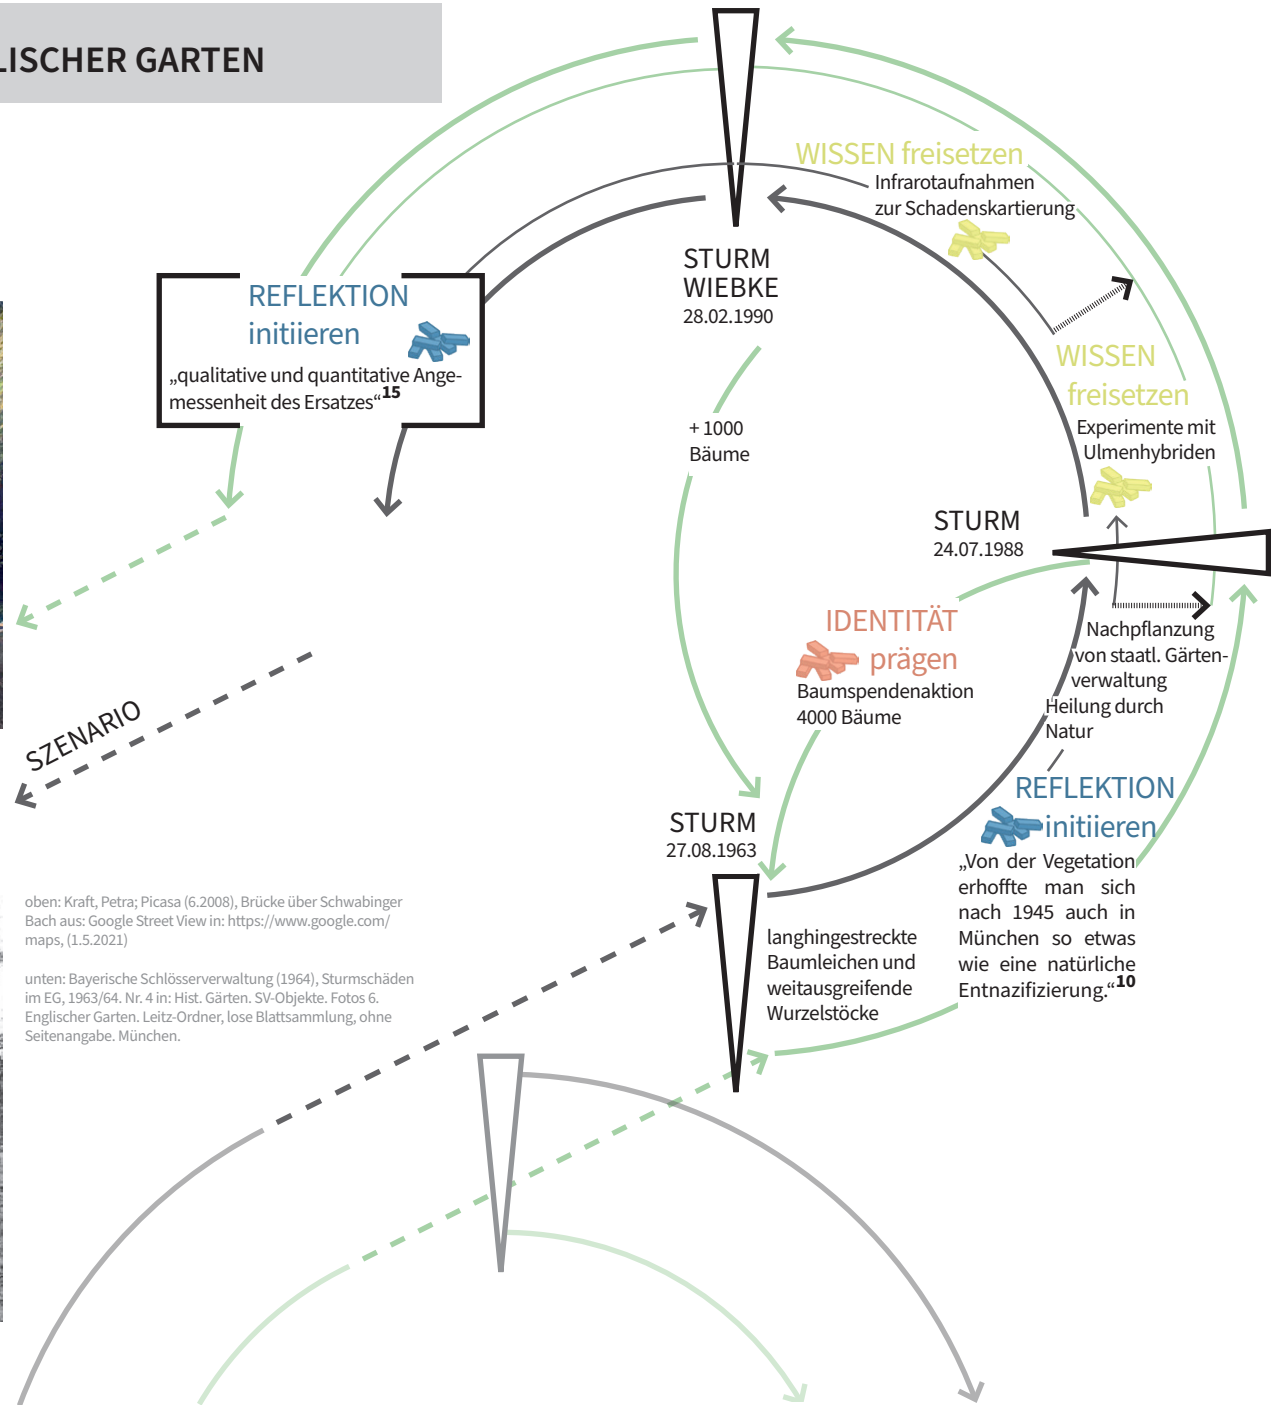 LISCHER GARTEN
WISSEN freisetzen
Infrarotaufnahmen
zur Schadenskartierung
STURM
WIEBKE
28.02.1990
REFLEKTION
initiieren
„qualitative und quantitative Ange-
messenheit des Ersatzes“15
WISSEN
freisetzen
Experimente mit
Ulmenhybriden
+ 1000
Bäume
STURM
24.07.1988
IDENTITÄT
prägen
Baumspendenaktion
4000 Bäume
Nachpflanzung
von staatl. Gärten-
verwaltung
Heilung durch
Natur
SZENARIO
REFLEKTION
initiieren
„Von der Vegetation
erhoffte man sich
nach 1945 auch in
München so etwas
wie eine natürliche
Entnazifizierung.“10
STURM
27.08.1963
langhingestreckte
Baumleichen und
weitausgreifende
Wurzelstöcke
oben: Kraft, Petra; Picasa (6.2008), Brücke über Schwabinger
Bach aus: Google Street View in: https://www.google.com/
maps, (1.5.2021)
unten: Bayerische Schlösserverwaltung (1964), Sturmschäden
im EG, 1963/64. Nr. 4 in: Hist. Gärten. SV-Objekte. Fotos 6.
Englischer Garten. Leitz-Ordner, lose Blattsammlung, ohne
Seitenangabe. München.